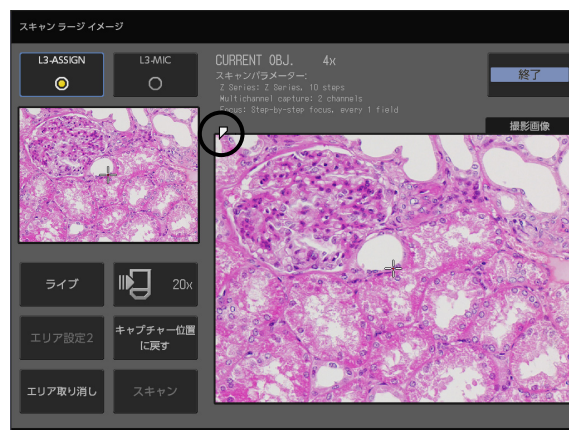 スキャン ラージ イメージ
L3-ASSIGN
L3-MIC
CURRENT OBJ. 4x
スキャンパラメーター:
Z Series: Z Series, 10 steps
Multichannel capture: 2 channels
Focus: Step-by-step focus, every 1 field
終了
撮影画像
ライブ
20x
エリア設定2
キャプチャー位置
に戻す
エリア取り消し
スキャン